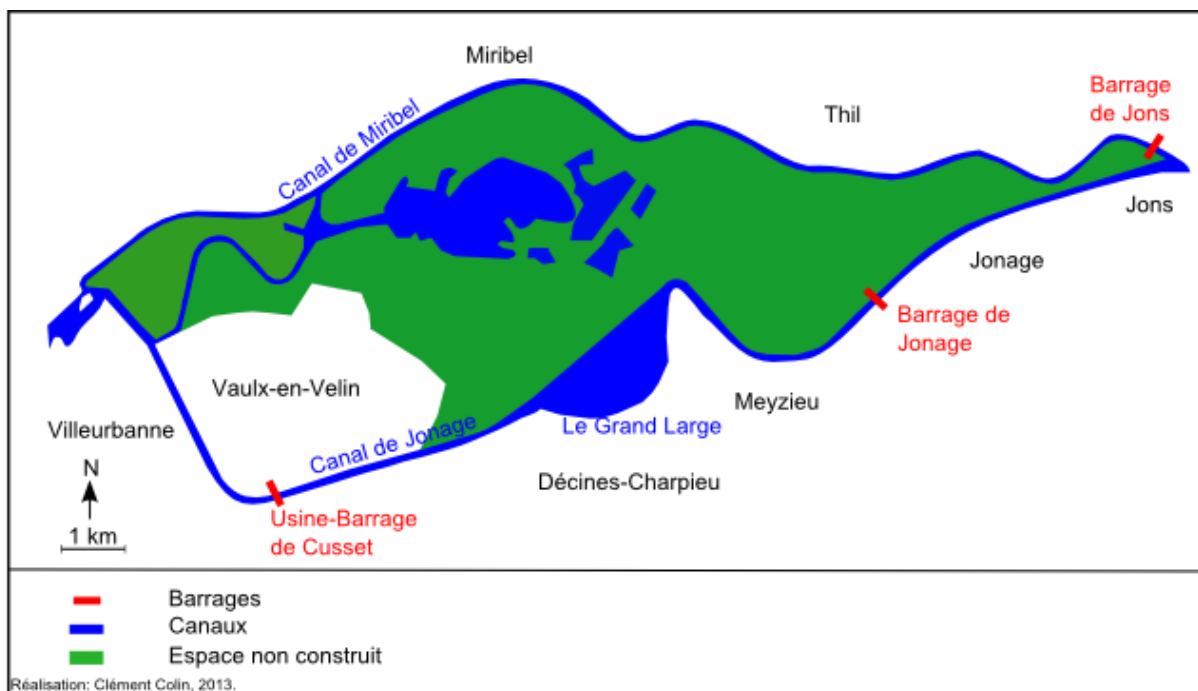 Miribel
Thil
Barrage
de Jons
Canal de Miribel
Jons
Jonage
Barrage de
Jonage
Vaulx-en-Velin
Meyzieu
Villeurbanne
Le Grand Large
Canal de Jonage
Décines-Charpieu
N
1 km
Usine-Barrage
de Cusset
Barrages
Canaux
Espace non construit
Réalisation: Clément Colin, 2013.